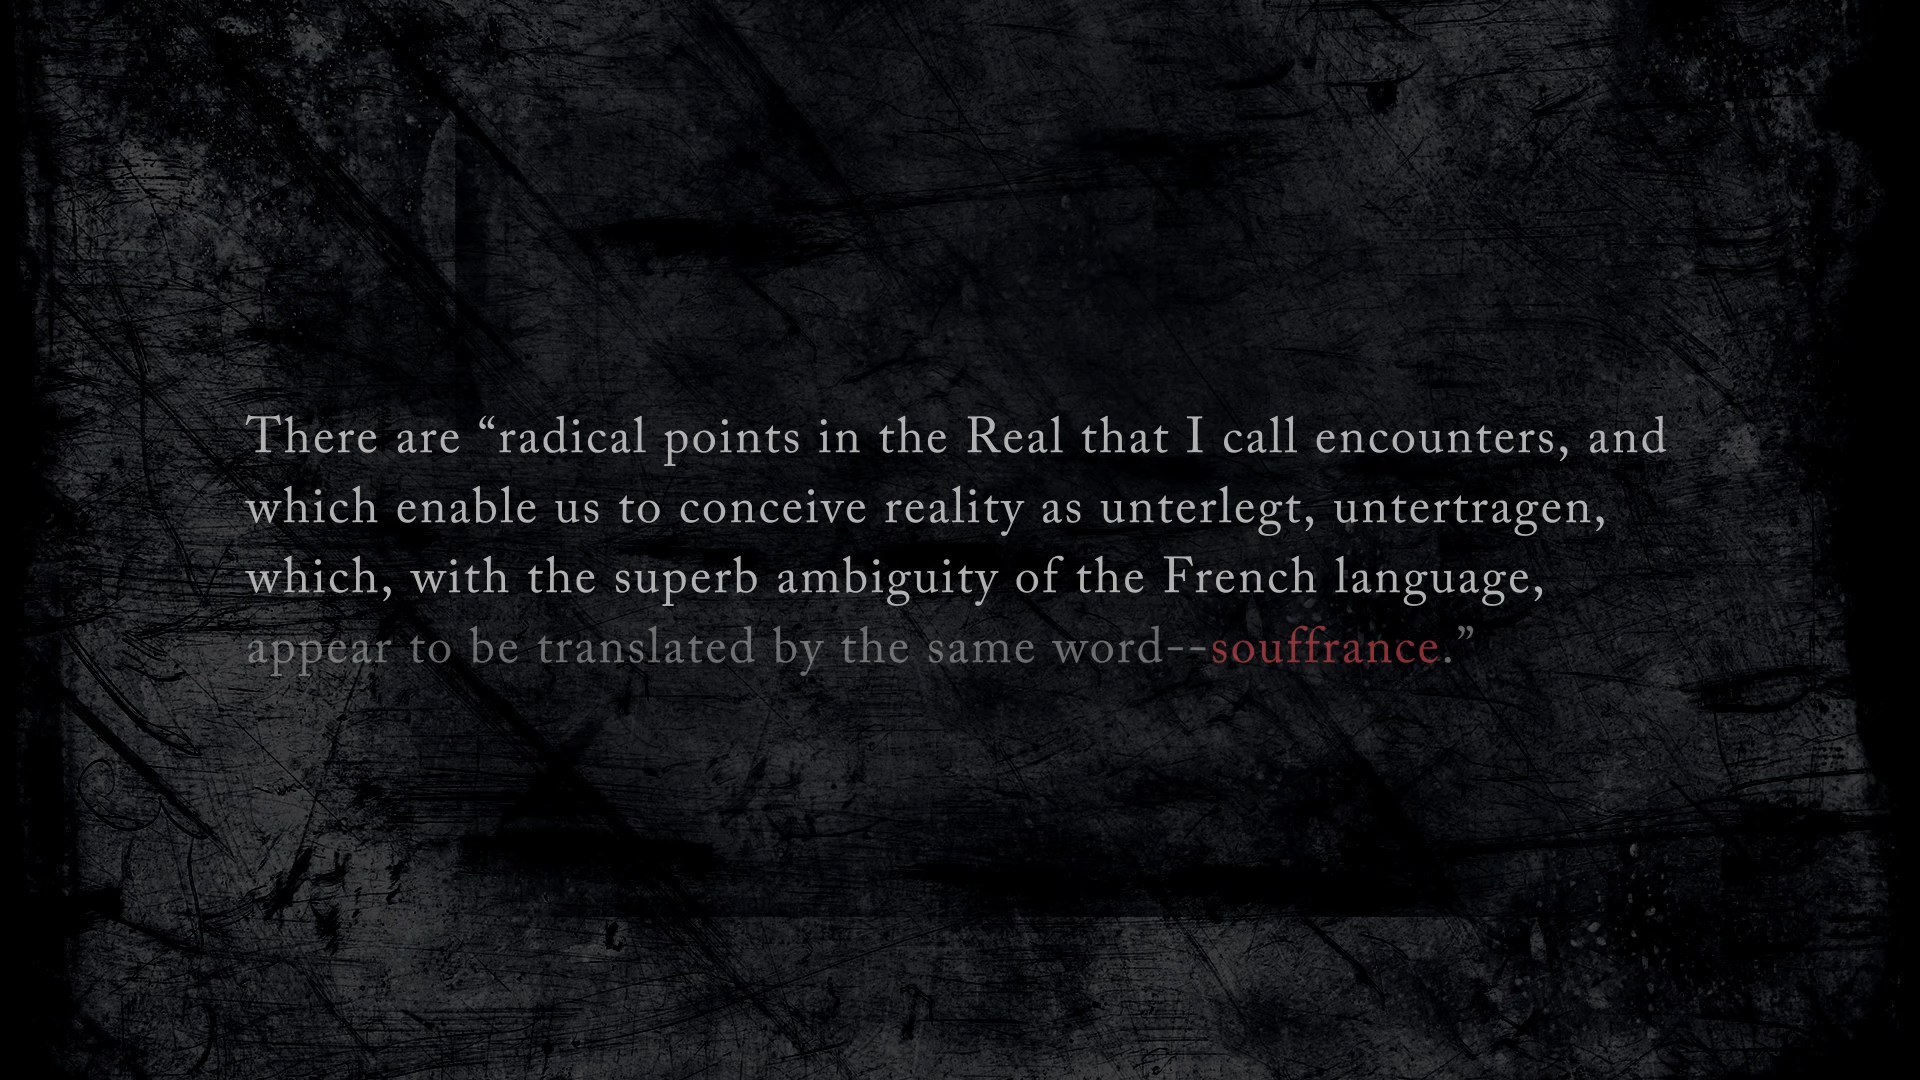 There are “radical points in the Real that I call encounters, and
which enable us to conceive reality as unterlegt, untertragen,
which, with the superb ambiguity of the French language,
appear to be translated by the same word--souffrance.”